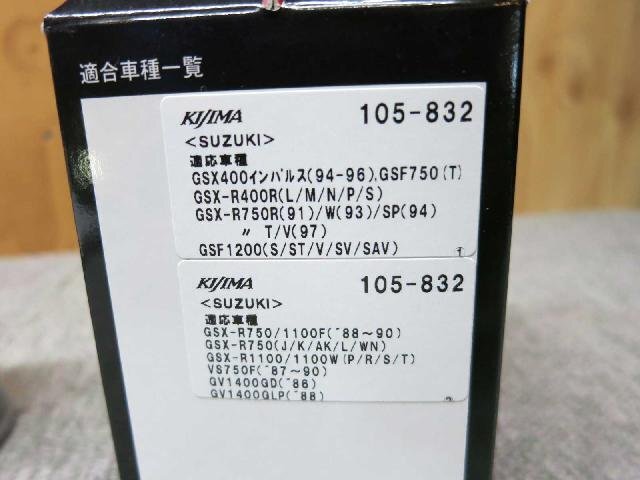 適合車種一覧
KIJIMA 105-832
<SUZUKI>
適応車種
GSX400インパルス(94-96).GSF750(T)
GSX-R400R(L/M/N/P/S)
GSX-R750R(91)/W(93)/SP(94)
〃 T/V(97)
GSF1200(S/ST/V/SV/SAV)
KIJIMA 105-832
<SUZUKI>
適応車種
GSX-R750/1100F(´88～90)
GSX-R750(J/K/AK/L/WN)
GSX-R1100/1100W(P/R/S/T)
VS750F(´87～90)
GV1400GD(´86)
GV1400GLP(´88)